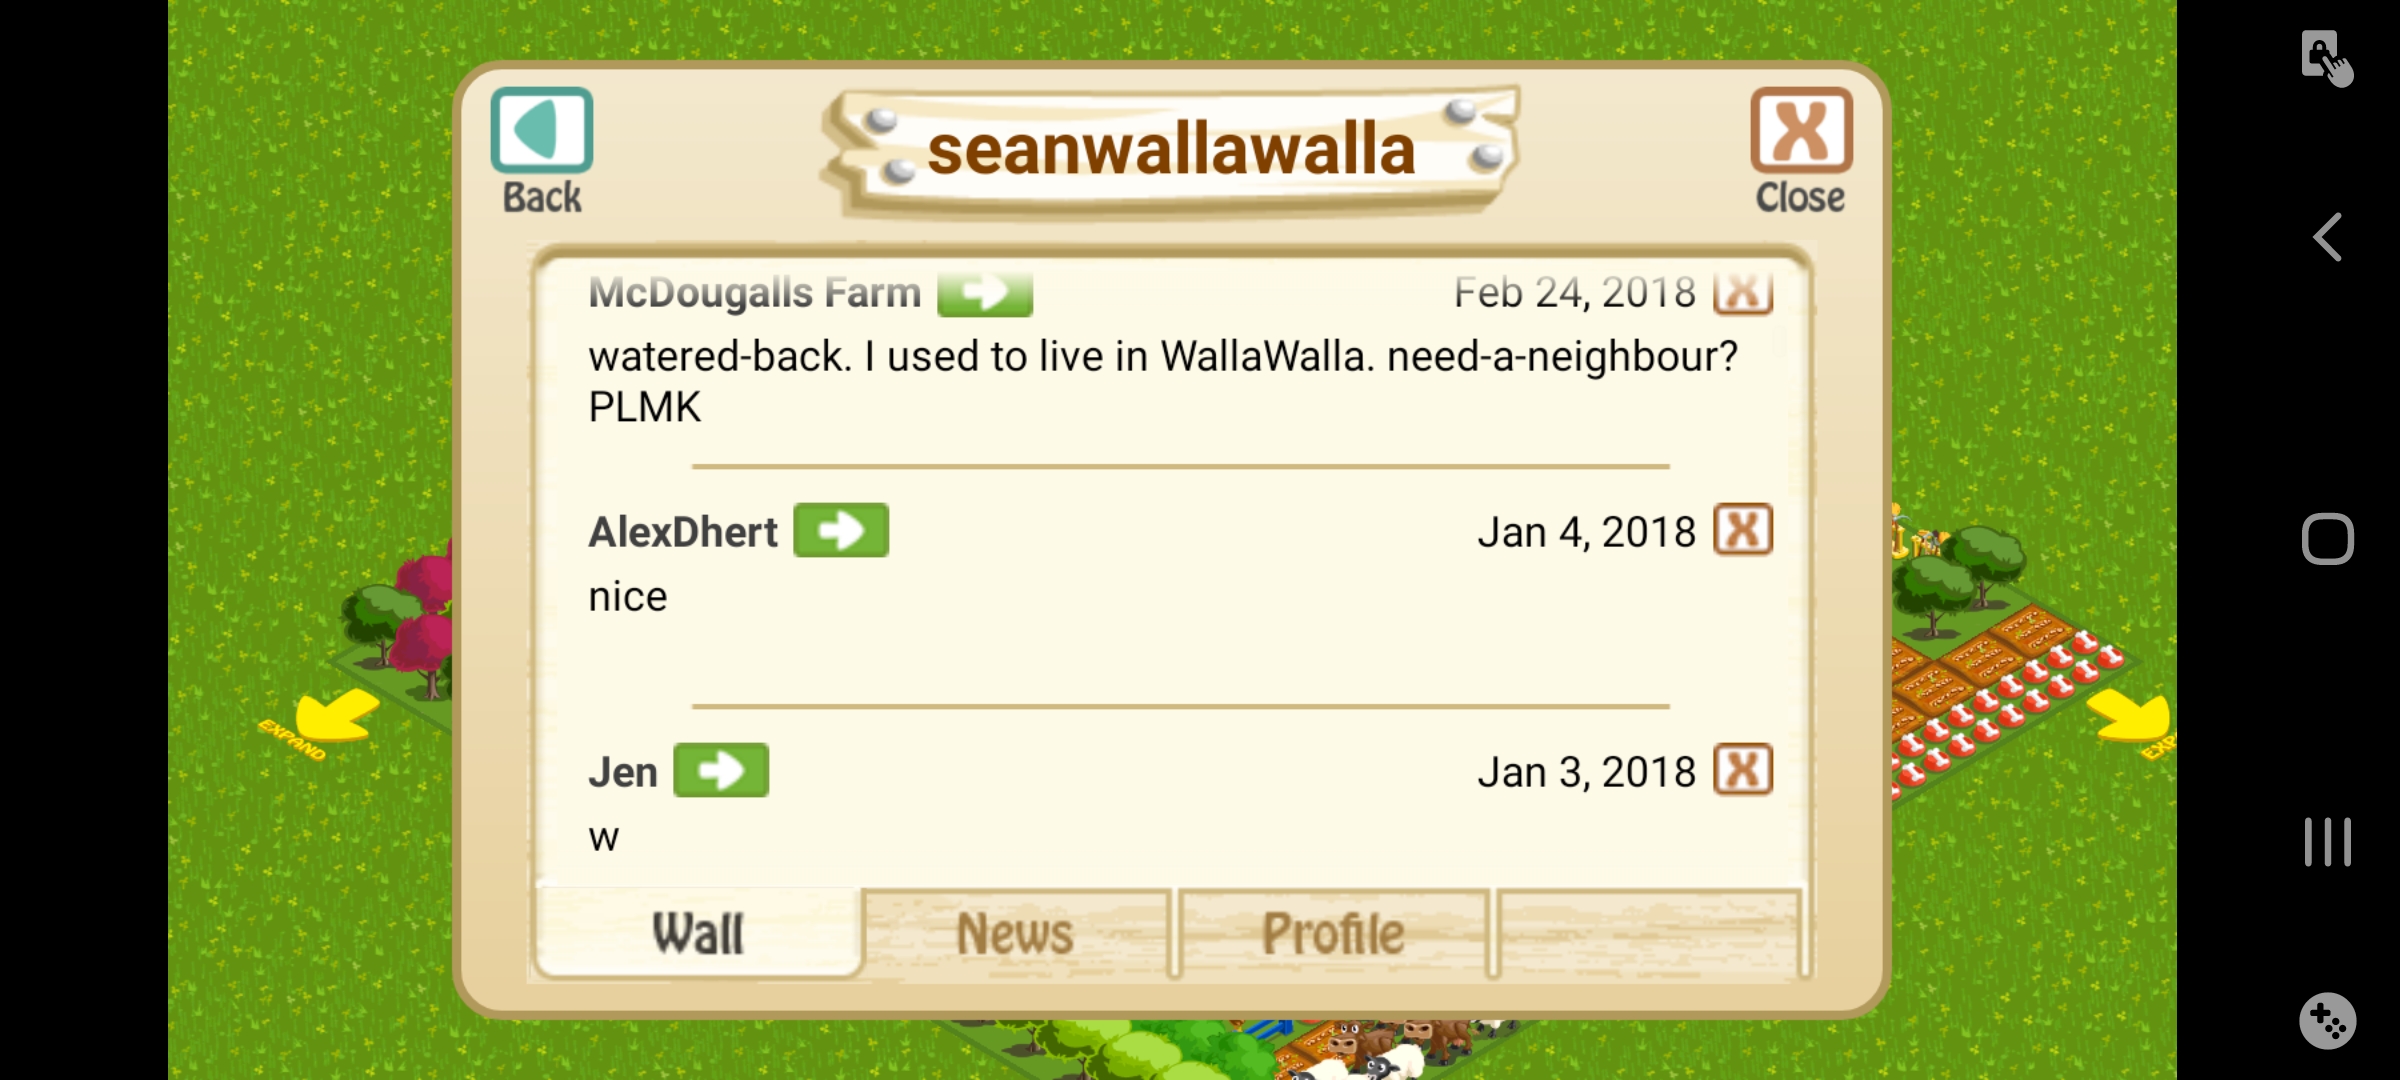 seanwallawalla
Back
Close
McDougalls Farm
Feb 24, 2018
watered-back. I used to live in WallaWalla. need-a-neighbour?
PLMK
AlexDhert
Jan 4, 2018
nice
Jen
Jan 3, 2018
w
EXPAND
EXP
Wall
News
Profile